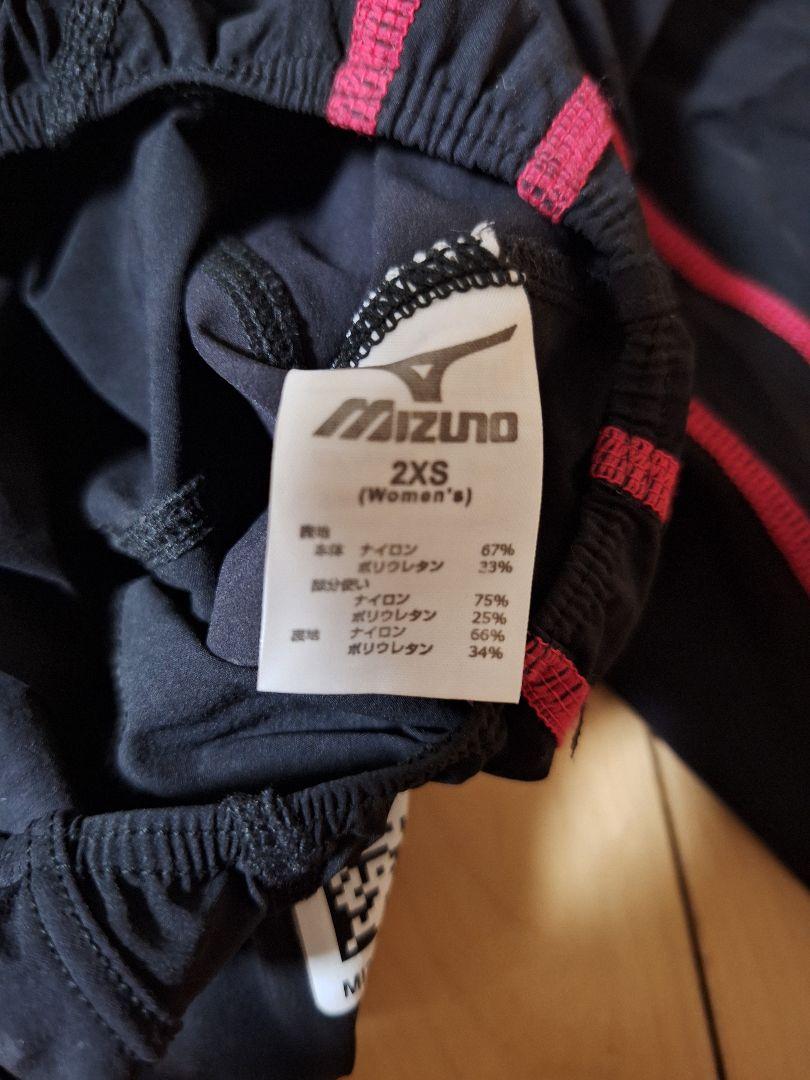 MIZUNO
2XS
(Women's)
表地
本体 ナイロン 67%
ポリウレタン 33%
部分使い
ナイロン 75%
ポリウレタン 25%
裏地 ナイロン 66%
ポリウレタン 34%